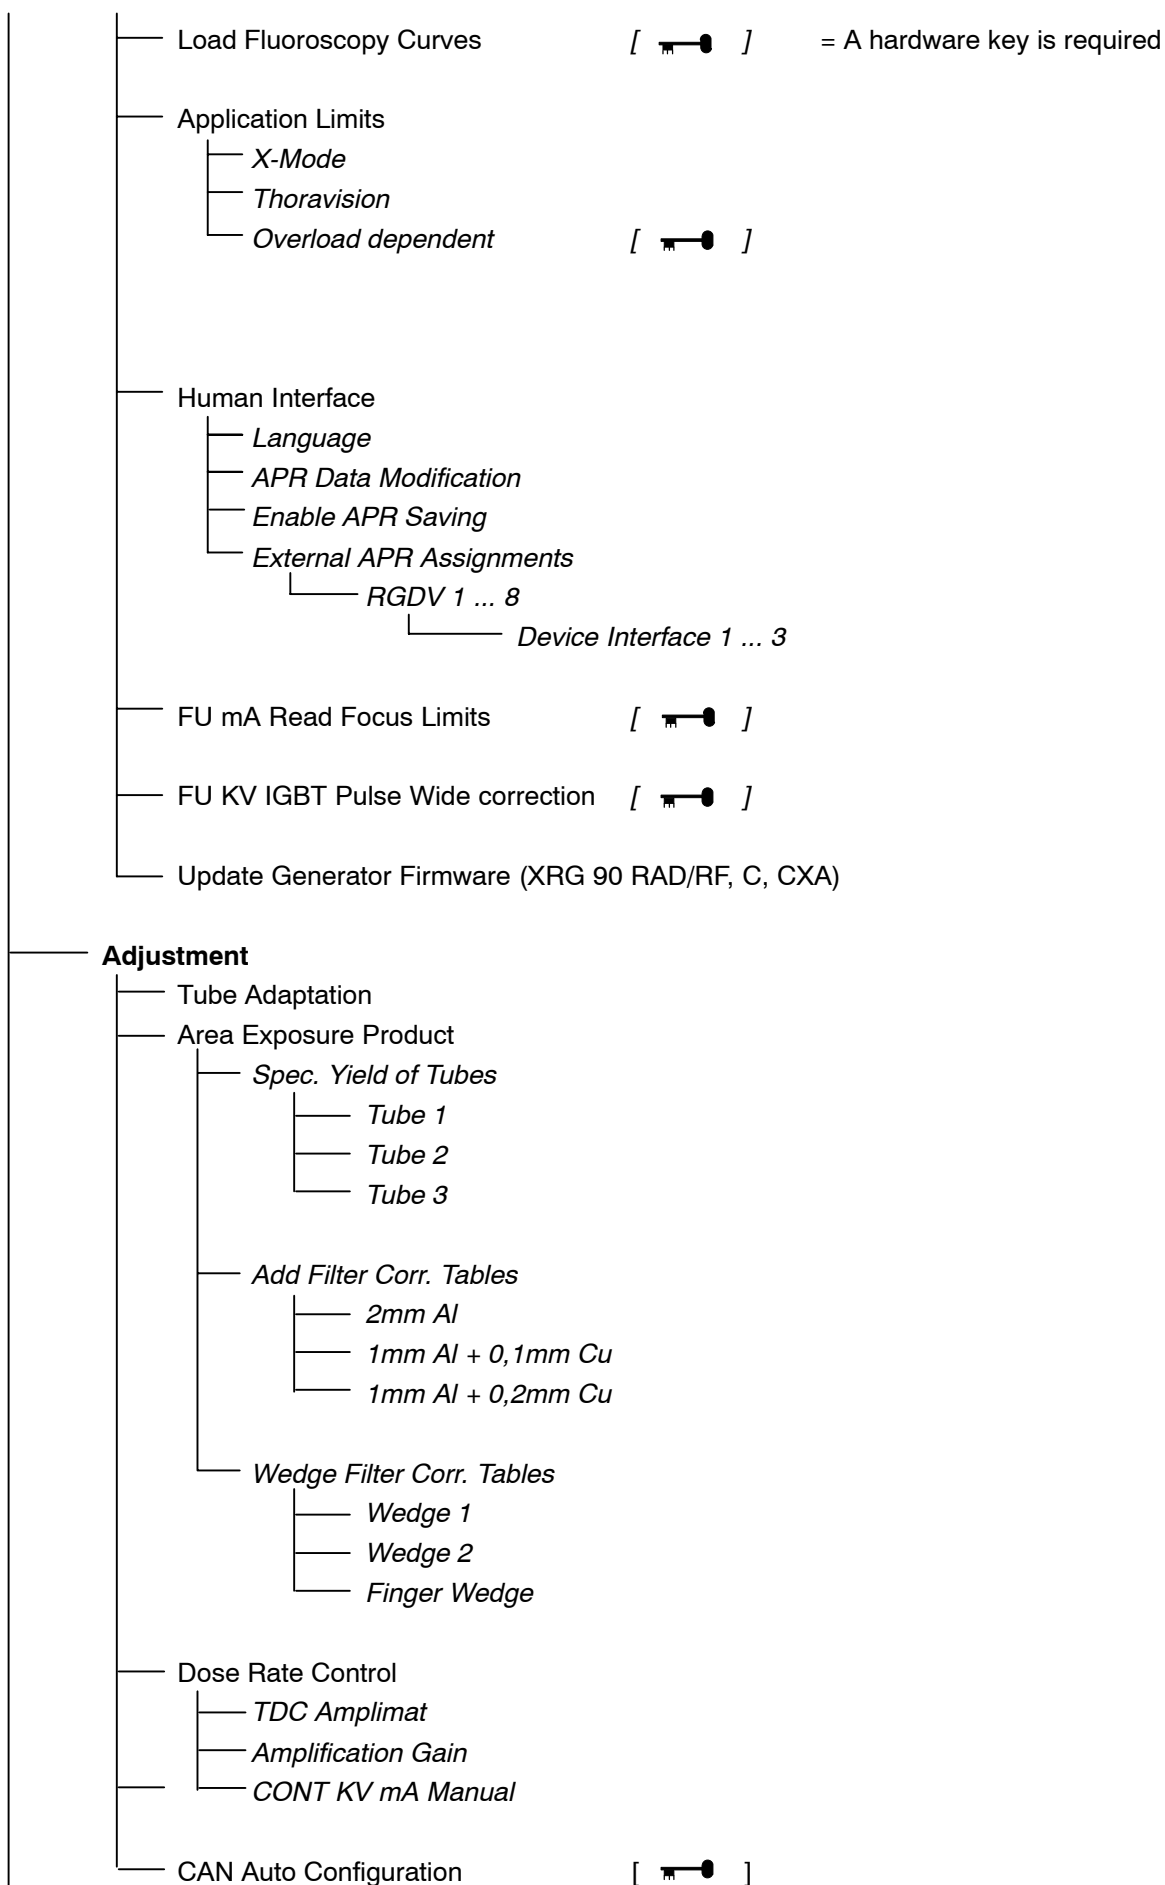 Load Fluoroscopy Curves [ ] = A hardware key is required
Application Limits
X-Mode
Thoravision
Overload dependent [ ]
Human Interface
Language
APR Data Modification
Enable APR Saving
External APR Assignments
RGDV 1 ... 8
Device Interface 1 ... 3
FU mA Read Focus Limits [ ]
FU KV IGBT Pulse Wide correction [ ]
Update Generator Firmware (XRG 90 RAD/RF, C, CXA)
Adjustment
Tube Adaptation
Area Exposure Product
Spec. Yield of Tubes
Tube 1
Tube 2
Tube 3
Add Filter Corr. Tables
2mm Al
1mm Al + 0,1mm Cu
1mm Al + 0,2mm Cu
Wedge Filter Corr. Tables
Wedge 1
Wedge 2
Finger Wedge
Dose Rate Control
TDC Amplimat
Amplification Gain
CONT KV mA Manual
CAN Auto Configuration [ ]